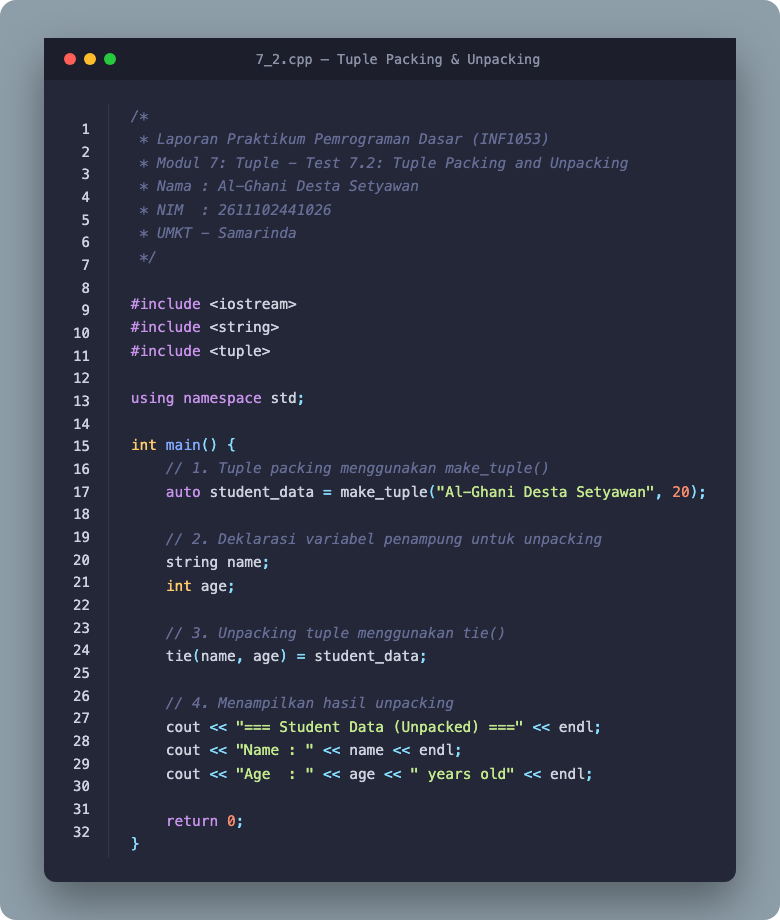 7_2.cpp — Tuple Packing & Unpacking
1 /*
2  * Laporan Praktikum Pemrograman Dasar (INF1053)
3  * Modul 7: Tuple - Test 7.2: Tuple Packing and Unpacking
4  * Nama : Al-Ghani Desta Setyawan
5  * NIM  : 2611102441026
6  * UMKT - Samarinda
7  */
8
9 #include <iostream>
10 #include <string>
11 #include <tuple>
12
13 using namespace std;
14
15 int main() {
16     // 1. Tuple packing menggunakan make_tuple()
17     auto student_data = make_tuple("Al-Ghani Desta Setyawan", 20);
18
19     // 2. Deklarasi variabel penampung untuk unpacking
20     string name;
21     int age;
22
23     // 3. Unpacking tuple menggunakan tie()
24     tie(name, age) = student_data;
25
26     // 4. Menampilkan hasil unpacking
27     cout << "=== Student Data (Unpacked) ===" << endl;
28     cout << "Name : " << name << endl;
29     cout << "Age  : " << age << " years old" << endl;
30
31     return 0;
32 }